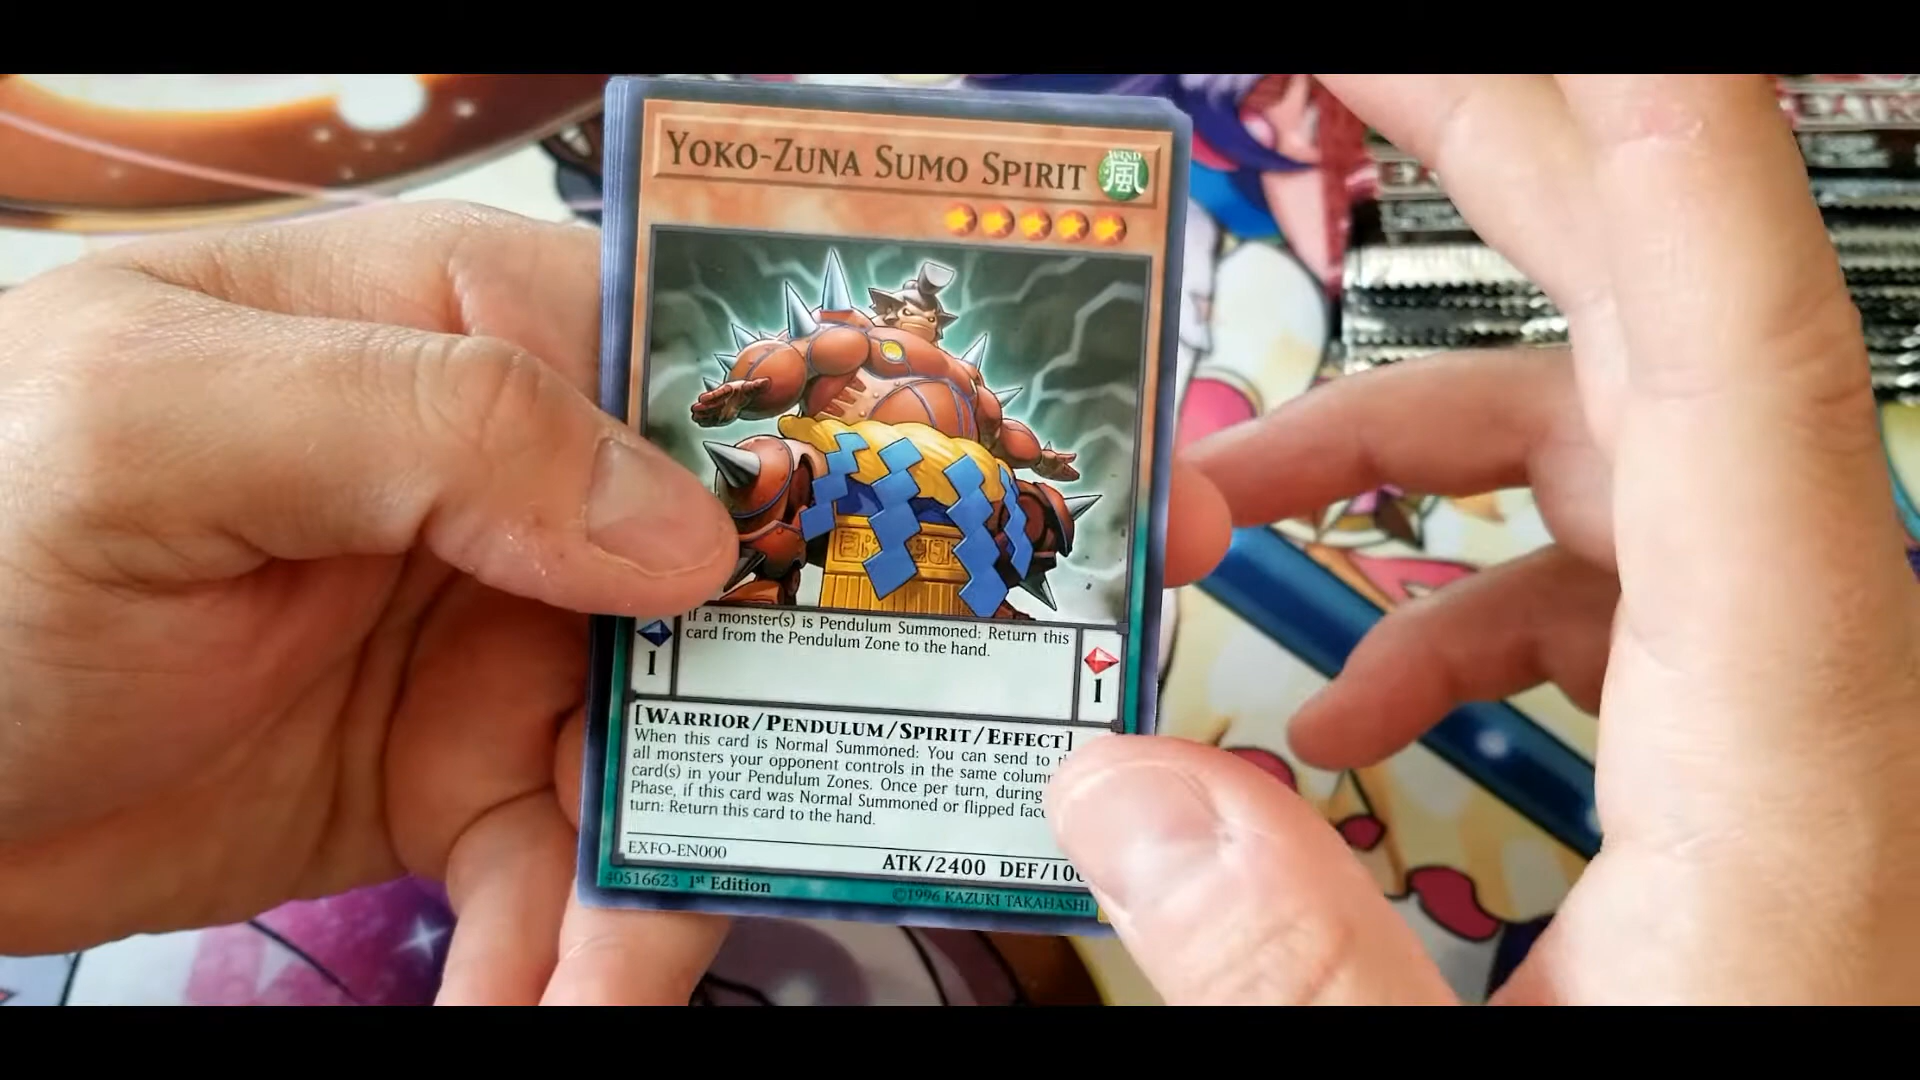 YOKO-ZUNA SUMO SPIRIT
WIND
風
If a monster(s) is Pendulum Summoned: Return this
card from the Pendulum Zone to the hand.
1
1
[WARRIOR/PENDULUM/SPIRIT/EFFECT]
When this card is Normal Summoned: You can send to
all monsters your opponent controls in the same
card(s) in your Pendulum Zones. Once per turn, during
Phase, if this card was Normal Summoned or flipped
turn: Return this card to the hand.
EXFO-EN000
ATK/2400 DEF/
40516623 1st Edition
©1996 KAZUKI TAKAHASHI